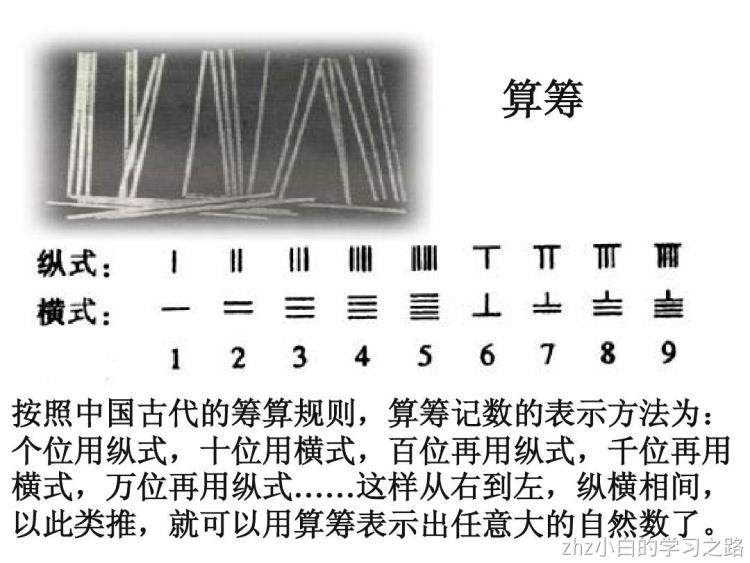 算筹
纵式：
横式：
1 2 3 4 5 6 7 8 9
按照中国古代的筹算规则，算筹记数的表示方法为：
个位用纵式，十位用横式，百位再用纵式，千位再用
横式，万位再用纵式……这样从右到左，纵横相间，
以此类推，就可以用算筹表示出任意大的自然数了。
zhz小白的学习之路